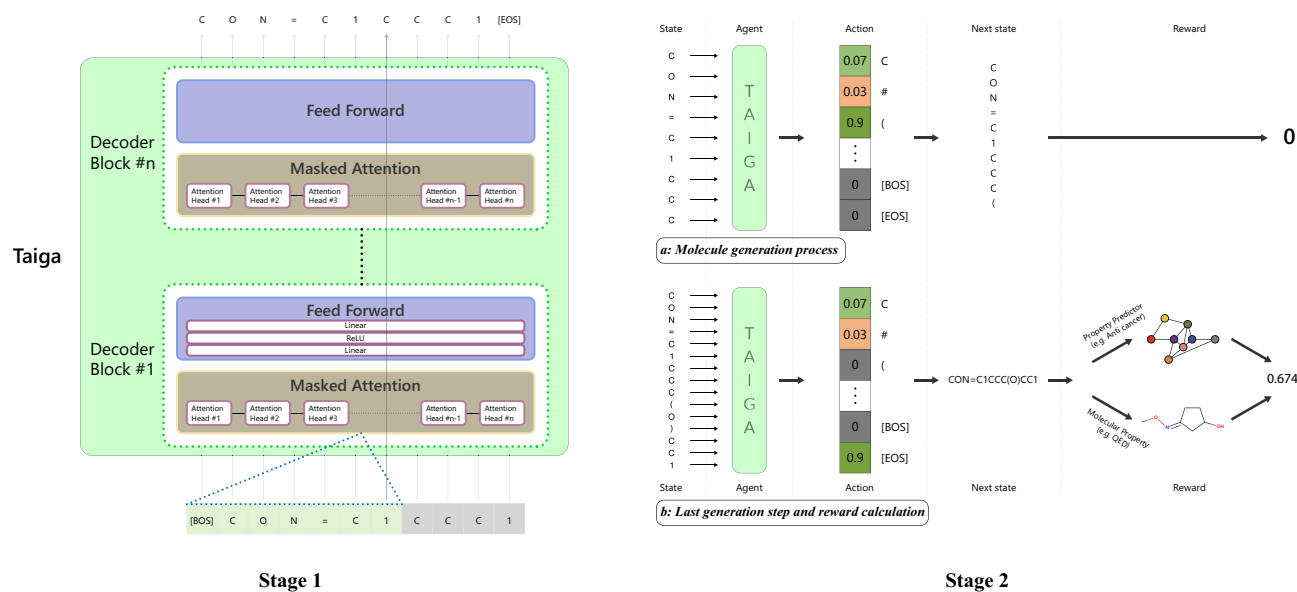 C O N = C 1 C C C 1 [EOS]
Feed Forward
Decoder
Block #n
Masked Attention
Attention Head #1
Attention Head #2
Attention Head #3
Attention Head #n-1
Attention Head #n
Taiga
Feed Forward
Linear
ReLU
Linear
Decoder
Block #1
Masked Attention
Attention Head #1
Attention Head #2
Attention Head #3
Attention Head #n-1
Attention Head #n
[BOS] C O N = C 1 C C C 1
Stage 1
State Agent Action Next state Reward
C O N = C 1 C C C
T A I G A
0.07 C
0.03 #
0.9 (
⋮
0 [BOS]
0 [EOS]
C O N = C 1 C C C (
0
a: Molecule generation process
C O N = C 1 C C C ( O ) C C 1
T A I G A
0.07 C
0.03 #
0 (
⋮
0 [BOS]
0.9 [EOS]
CON=C1CCC(O)CC1
Property Predictor
(e.g. Anti cancer)
Molecular Property
(e.g. QED)
O
N
OH
0.674
State Agent Action Next state Reward
b: Last generation step and reward calculation
Stage 2